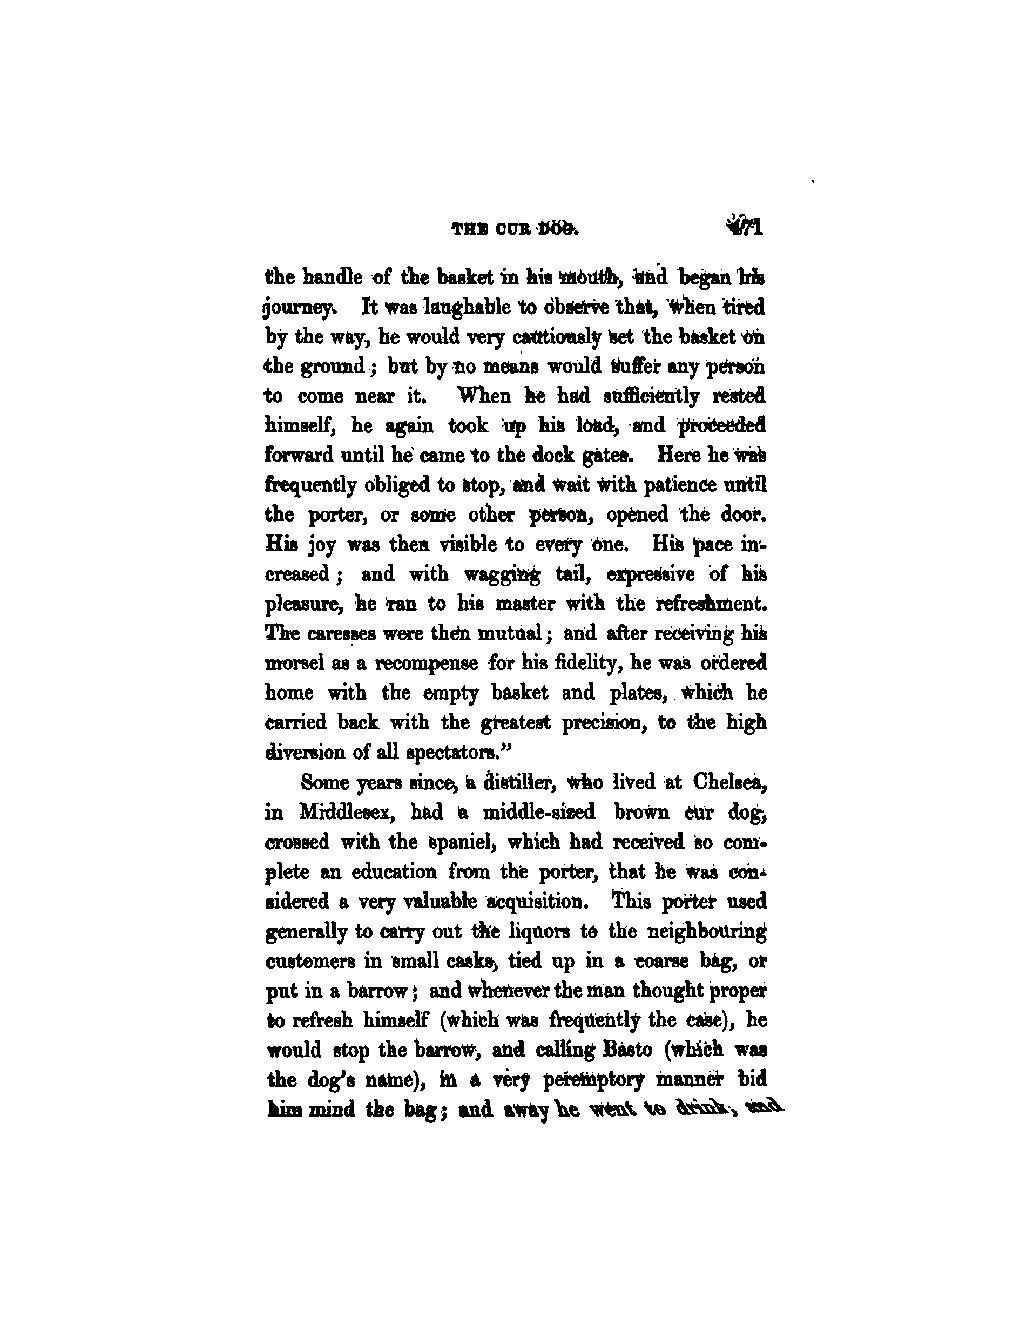 THE CUR DOG. 471
the handle of the basket in his mouth, and began his
journey. It was laughable to observe that, when tired
by the way, he would very cautiously set the basket on
the ground; but by no means would suffer any person
to come near it. When he had sufficiently rested
himself, he again took up his load, and proceeded
forward until he came to the dock gates. Here he was
frequently obliged to stop, and wait with patience until
the porter, or some other person, opened the door.
His joy was then visible to every one. His pace in-
creased; and with wagging tail, expressive of his
pleasure, he ran to his master with the refreshment.
The caresses were then mutual; and after receiving his
morsel as a recompense for his fidelity, he was ordered
home with the empty basket and plates, which he
carried back with the greatest precision, to the high
diversion of all spectators.”
Some years since, a distiller, who lived at Chelsea,
in Middlesex, had a middle-sized brown cur dog,
crossed with the spaniel, which had received so com-
plete an education from the porter, that he was con-
sidered a very valuable acquisition. This porter used
generally to carry out the liquors to the neighbouring
customers in small casks, tied up in a coarse bag, or
put in a barrow; and whenever the man thought proper
to refresh himself (which was frequently the case), he
would stop the barrow, and calling Basto (which was
the dog's name), in a very peremptory manner bid
him mind the bag; and away he went to drink, and